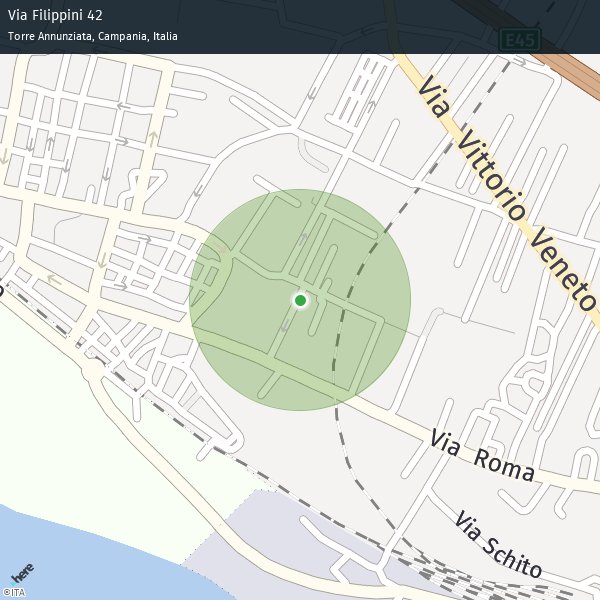 Via Filippini 42
Torre Annunziata, Campania, Italia
E45
Via Vittorio Veneto
Via Roma
Via Schito
here
©ITA